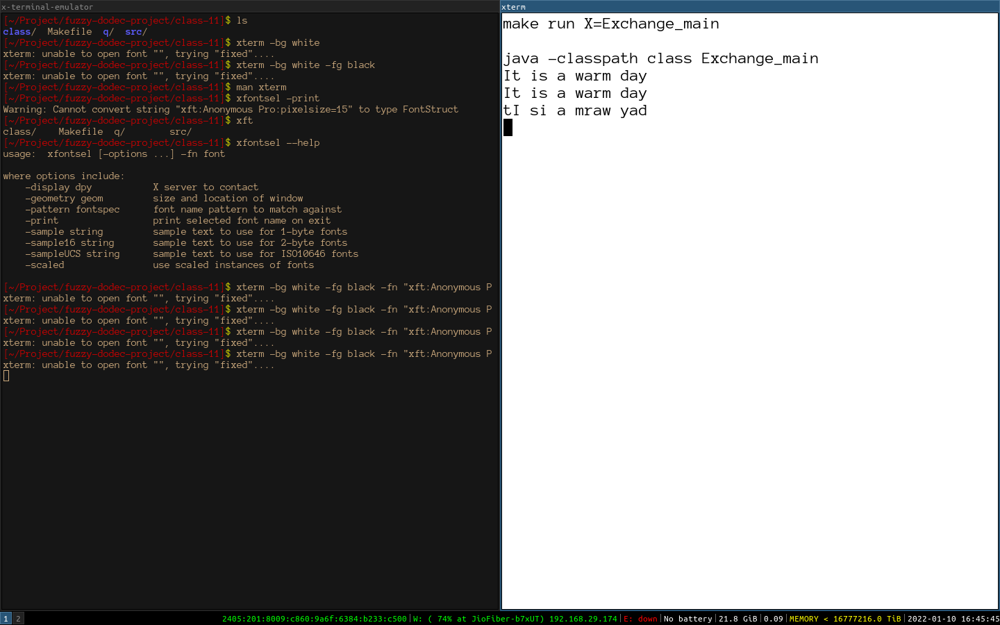 x-terminal-emulator
[~/Project/fuzzy-dodec-project/class-11]$ ls
class/  Makefile  q/  src/
[~/Project/fuzzy-dodec-project/class-11]$ xterm -bg white
xterm: unable to open font "", trying "fixed"....
[~/Project/fuzzy-dodec-project/class-11]$ xterm -bg white -fg black
xterm: unable to open font "", trying "fixed"....
[~/Project/fuzzy-dodec-project/class-11]$ man xterm
[~/Project/fuzzy-dodec-project/class-11]$ xfontsel -print
Warning: Cannot convert string "xft:Anonymous Pro:pixelsize=15" to type FontStruct
[~/Project/fuzzy-dodec-project/class-11]$ xft
class/    Makefile  q/        src/
[~/Project/fuzzy-dodec-project/class-11]$ xfontsel --help
usage:  xfontsel [-options ...] -fn font

where options include:
    -display dpy           X server to contact
    -geometry geom         size and location of window
    -pattern fontspec      font name pattern to match against
    -print                 print selected font name on exit
    -sample string         sample text to use for 1-byte fonts
    -sample16 string       sample text to use for 2-byte fonts
    -sampleUCS string      sample text to use for ISO10646 fonts
    -scaled                use scaled instances of fonts

[~/Project/fuzzy-dodec-project/class-11]$ xterm -bg white -fg black -fn "xft:Anonymous P
xterm: unable to open font "", trying "fixed"....
[~/Project/fuzzy-dodec-project/class-11]$ xterm -bg white -fg black -fn "xft:Anonymous P
xterm: unable to open font "", trying "fixed"....
[~/Project/fuzzy-dodec-project/class-11]$ xterm -bg white -fg black -fn "xft:Anonymous P
xterm: unable to open font "", trying "fixed"....
[~/Project/fuzzy-dodec-project/class-11]$ xterm -bg white -fg black -fn "xft:Anonymous P
xterm: unable to open font "", trying "fixed"....
xterm
make run X=Exchange_main

java -classpath class Exchange_main
It is a warm day
It is a warm day
tI si a mraw yad
1 2 2405:201:8009:c860:9a6f:6384:b233:c500|W: ( 74% at JioFiber-b7xUT) 192.168.29.174|E: down|No battery|21.8 GiB|0.09|MEMORY < 16777216.0 TiB|2022-01-10 16:45:45